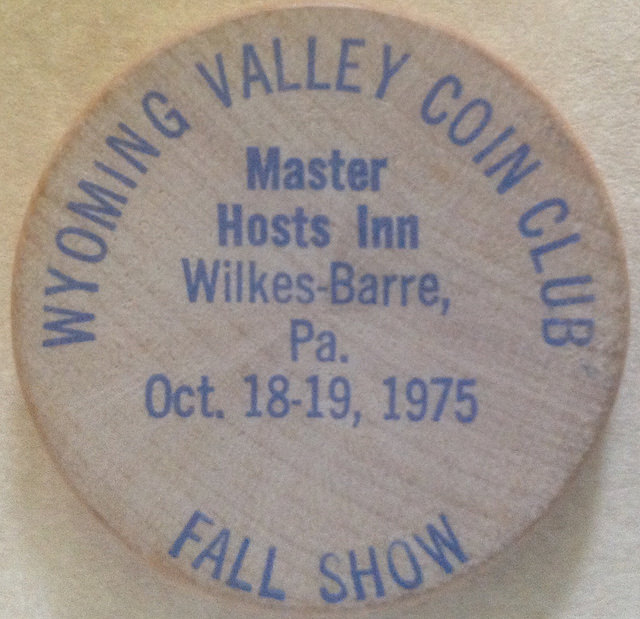 WYOMING VALLEY COIN CLUB
Master
Hosts Inn
Wilkes-Barre,
Pa.
Oct. 18-19, 1975
FALL SHOW